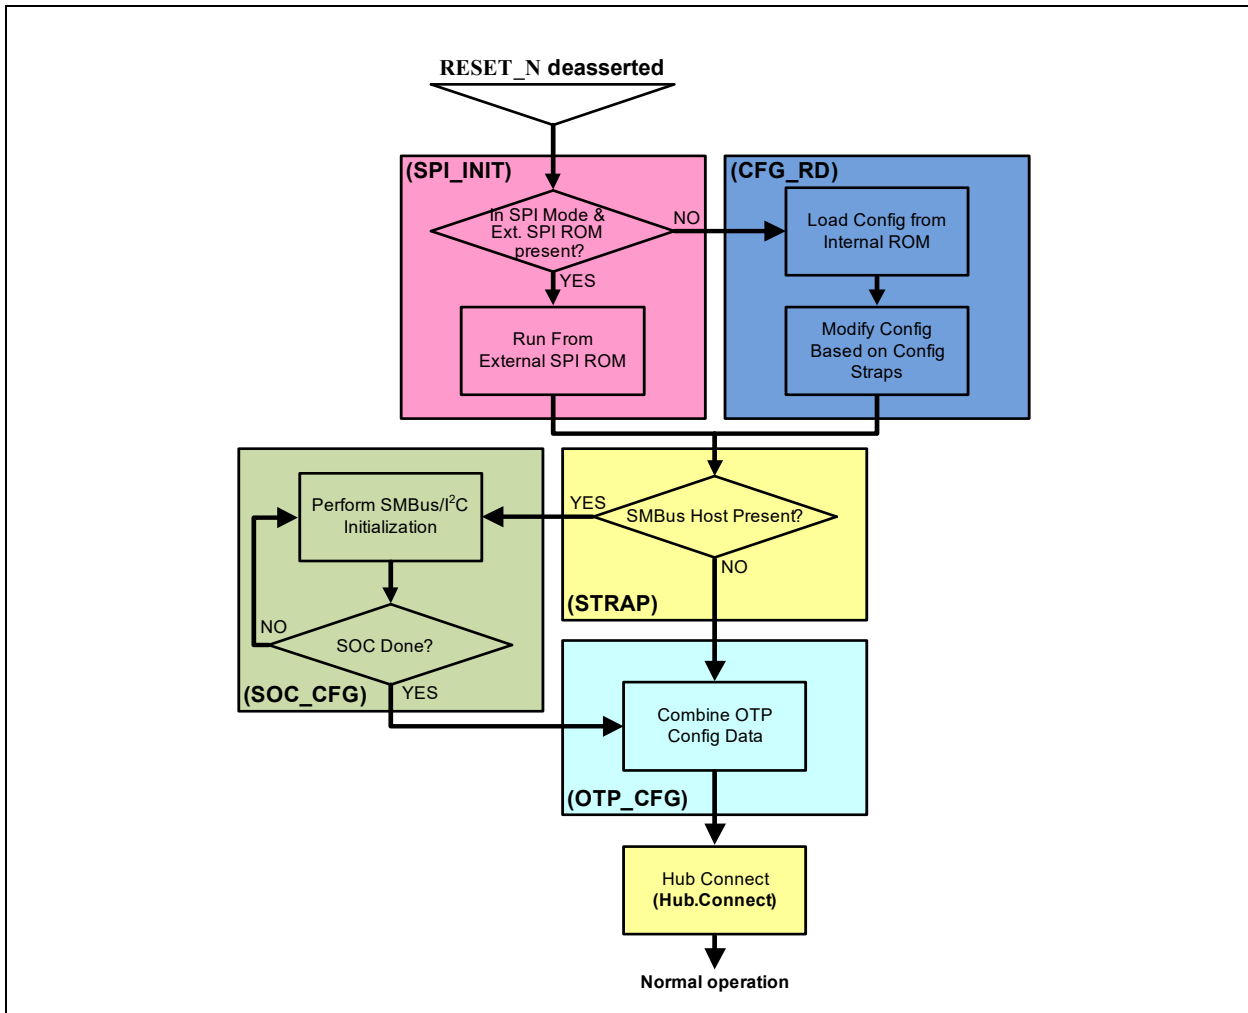 RESET_N deasserted
(SPI_INIT)
In SPI Mode &
Ext. SPI ROM
present?
NO
YES
Run From
External SPI ROM
(CFG_RD)
Load Config from
Internal ROM
Modify Config
Based on Config
Straps
SMBus Host Present?
YES
NO
(STRAP)
Perform SMBus/I²C
Initialization
SOC Done?
NO
YES
(SOC_CFG)
Combine OTP
Config Data
(OTP_CFG)
Hub Connect
(Hub.Connect)
Normal operation